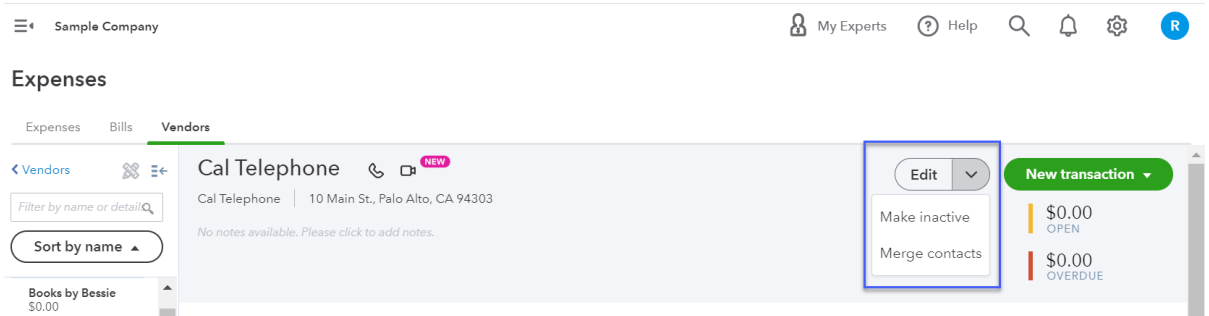 Sample Company
My Experts
Help
R
Expenses
Expenses Bills Vendors
Vendors
Filter by name or details
Sort by name
Books by Bessie
$0.00
Cal Telephone NEW
Cal Telephone 10 Main St., Palo Alto, CA 94303
No notes available. Please click to add notes.
Edit
Make inactive
Merge contacts
New transaction
$0.00
OPEN
$0.00
OVERDUE